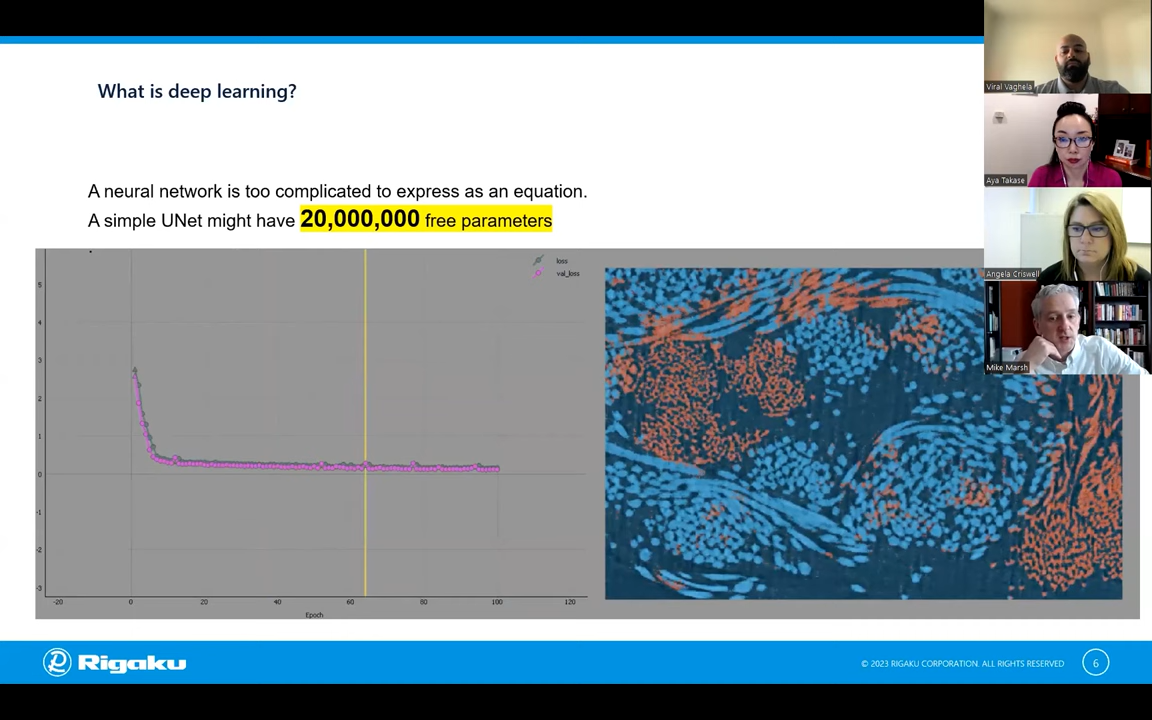 What is deep learning?
A neural network is too complicated to express as an equation.
A simple UNet might have 20,000,000 free parameters
5
4
3
2
1
0
-1
-2
-3
-20
0
20
40
60
80
100
120
Epoch
loss
val_loss
Viral Vaghela
Aya Takase
Angela Criswell
Mike Marsh
Rigaku
© 2023 RIGAKU CORPORATION. ALL RIGHTS RESERVED
6